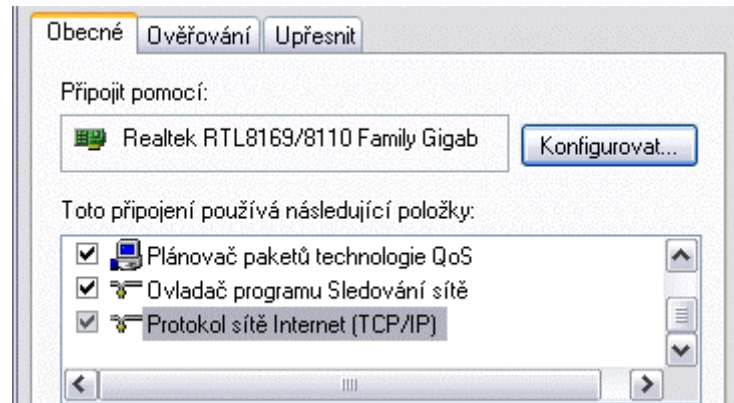 Obecné Ověřování Upřesnit
Připojit pomocí:
Realtek RTL8169/8110 Family Gigab Konfigurovat...
Toto připojení používá následující položky:
Plánovač paketů technologie QoS
Ovladač programu Sledování sítě
Protokol sítě Internet (TCP/IP)